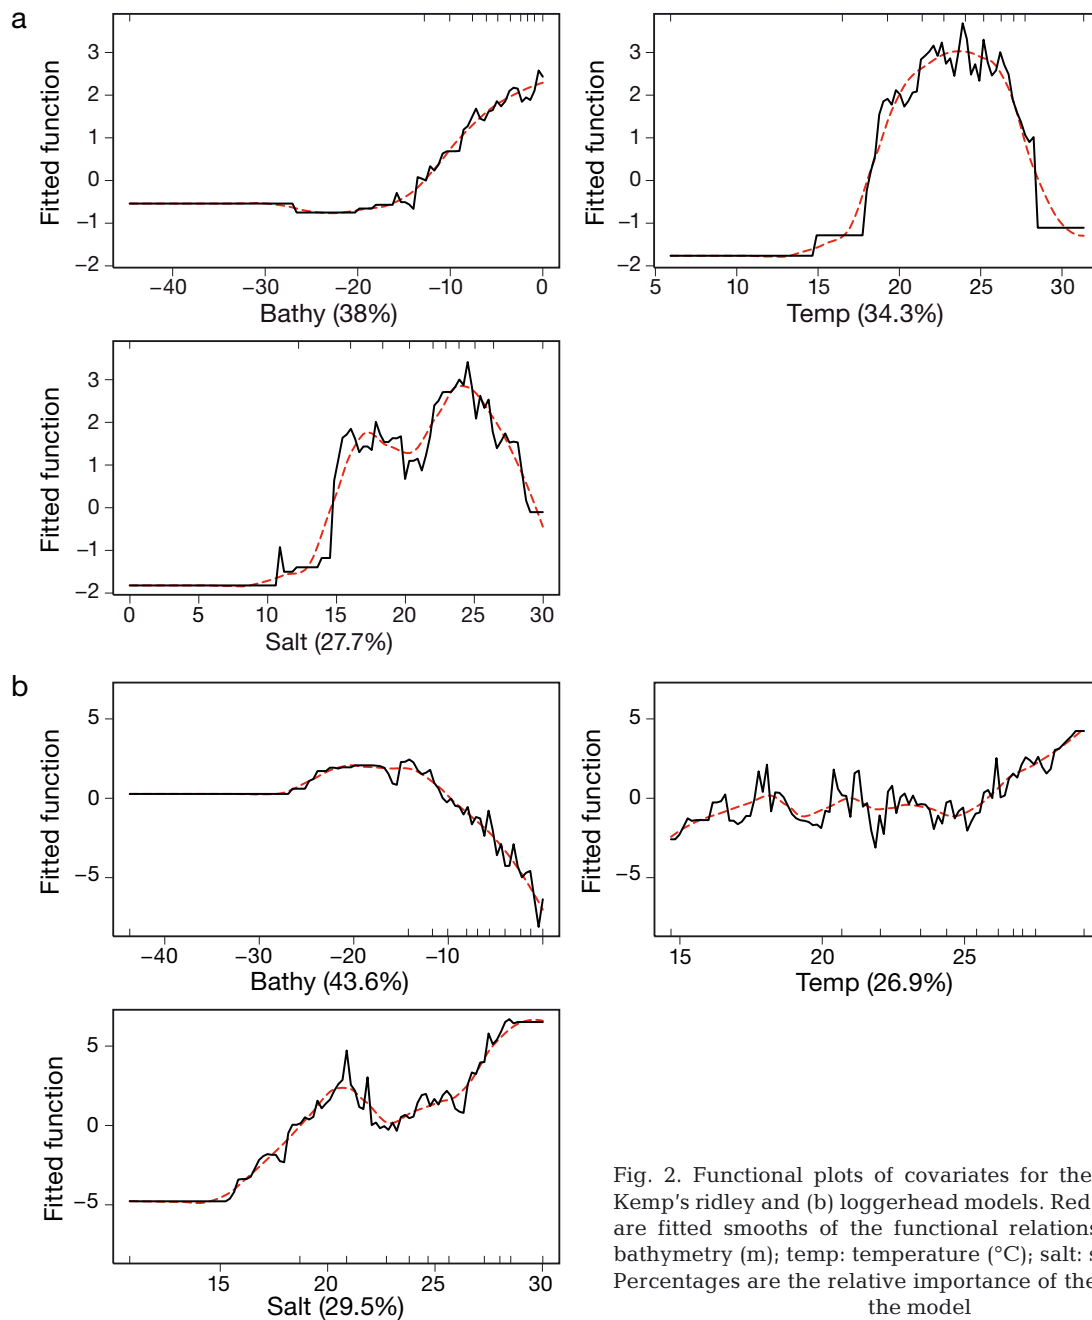 a
Fitted function
3
2
1
0
−1
−2
−40 −30 −20 −10 0
Bathy (38%)
Fitted function
3
2
1
0
−1
−2
5 10 15 20 25 30
Temp (34.3%)
Fitted function
3
2
1
0
−1
−2
0 5 10 15 20 25 30
Salt (27.7%)
b
Fitted function
5
0
−5
−40 −30 −20 −10
Bathy (43.6%)
Fitted function
5
0
−5
15 20 25
Temp (26.9%)
Fitted function
5
0
−5
15 20 25 30
Salt (29.5%)
Fig. 2. Functional plots of covariates for the
Kemp's ridley and (b) loggerhead models. Red
are fitted smooths of the functional relations
bathymetry (m); temp: temperature (°C); salt: s
Percentages are the relative importance of the
the model